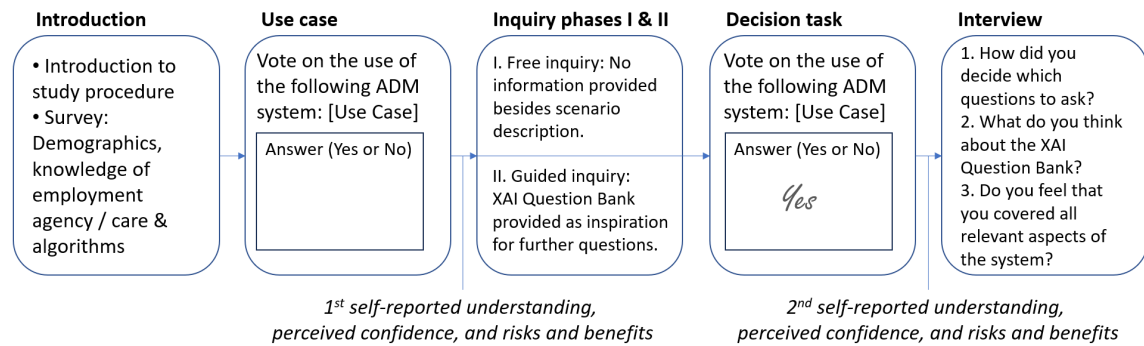 Introduction
• Introduction to
study procedure
• Survey:
Demographics,
knowledge of
employment
agency / care &
algorithms
Use case
Vote on the use of
the following ADM
system: [Use Case]
Answer (Yes or No)
Inquiry phases I & II
I. Free inquiry: No
information provided
besides scenario
description.
II. Guided inquiry:
XAI Question Bank
provided as inspiration
for further questions.
Decision task
Vote on the use of
the following ADM
system: [Use Case]
Answer (Yes or No)
Yes
Interview
1. How did you
decide which
questions to ask?
2. What do you think
about the XAI
Question Bank?
3. Do you feel that
you covered all
relevant aspects of
the system?
1st self-reported understanding,
perceived confidence, and risks and benefits
2nd self-reported understanding,
perceived confidence, and risks and benefits